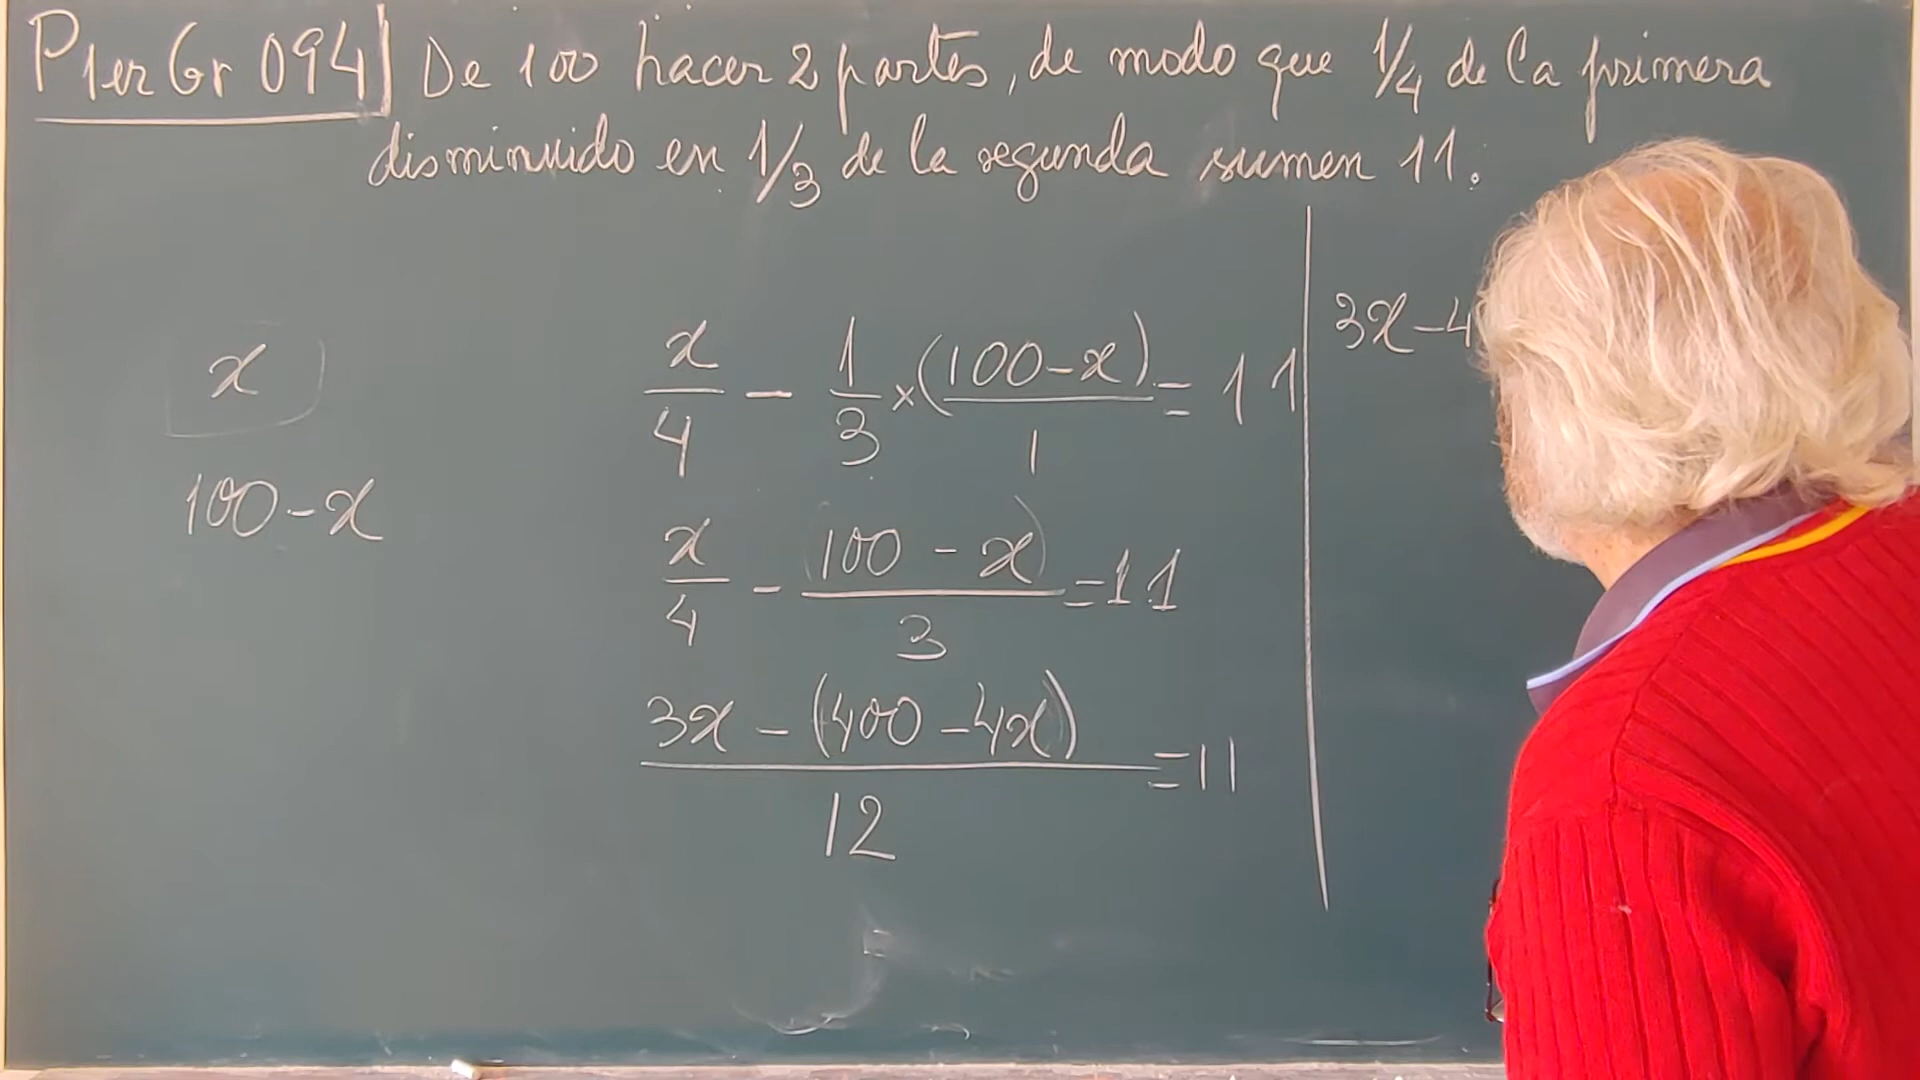 P 1er Gr 094 De 100 hacer 2 partes, de modo que 1/4 de la primera
disminuido en 1/3 de la segunda sumen 11.
x
100-x
x/4 - 1/3 × (100-x)/1 = 11
x/4 - (100-x)/3 = 11
3x - (400-4x)/12 = 11
3x-4